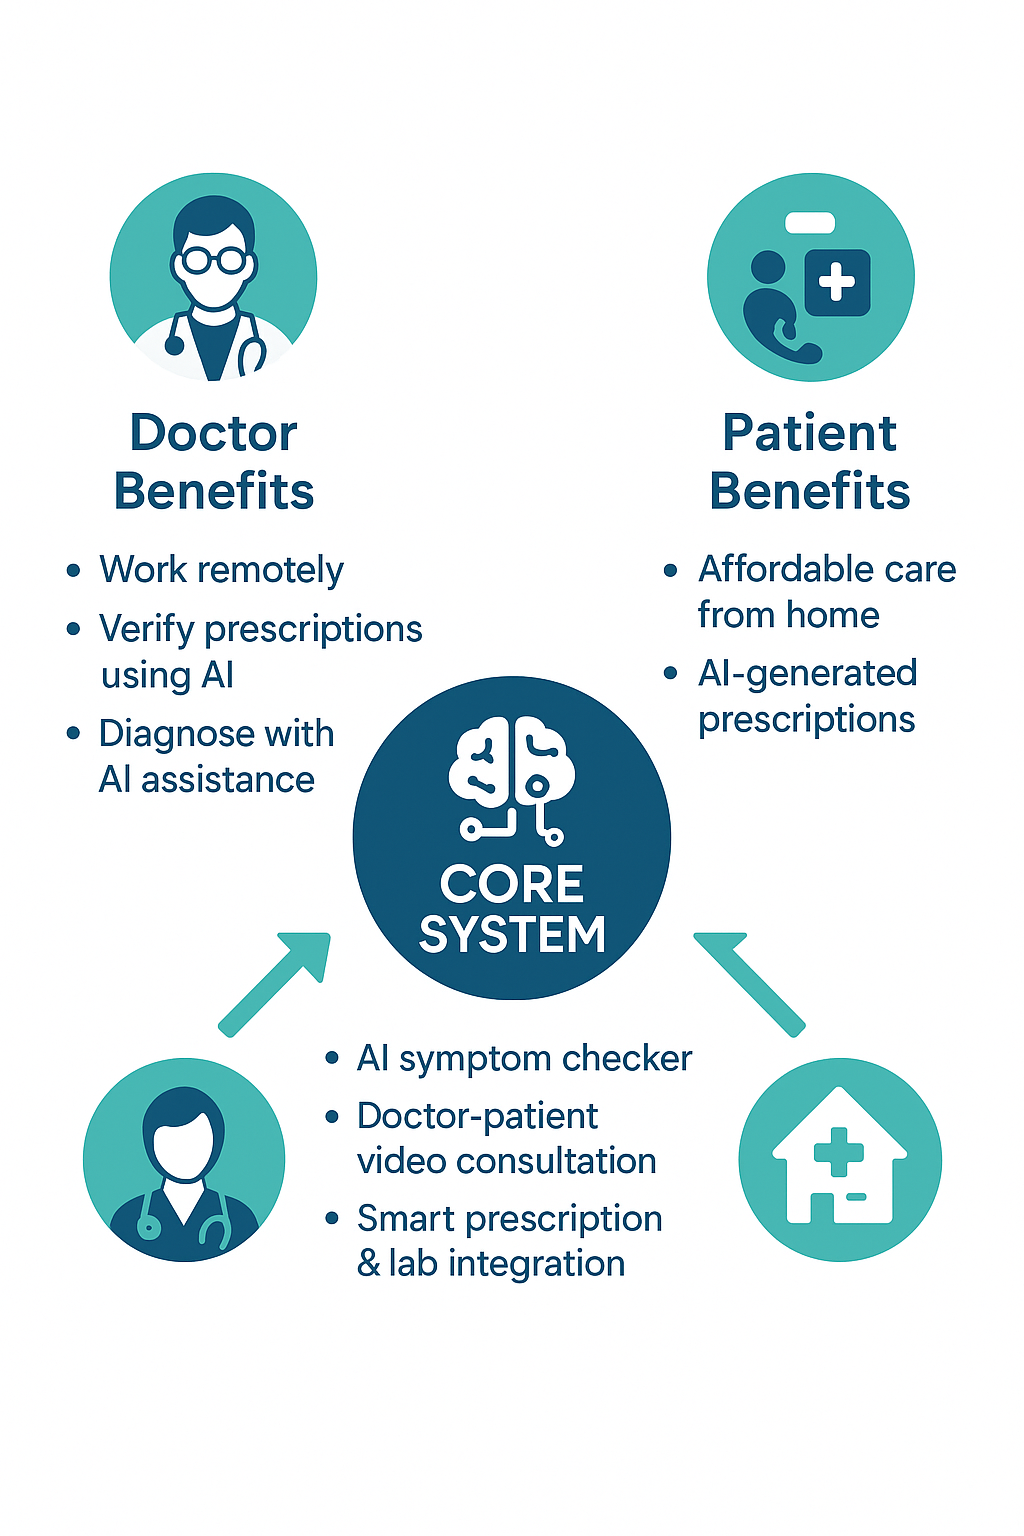 Doctor
Benefits
• Work remotely
• Verify prescriptions
using AI
• Diagnose with
AI assistance
Patient
Benefits
• Affordable care
from home
• AI-generated
prescriptions
CORE
SYSTEM
• AI symptom checker
• Doctor-patient
video consultation
• Smart prescription
& lab integration